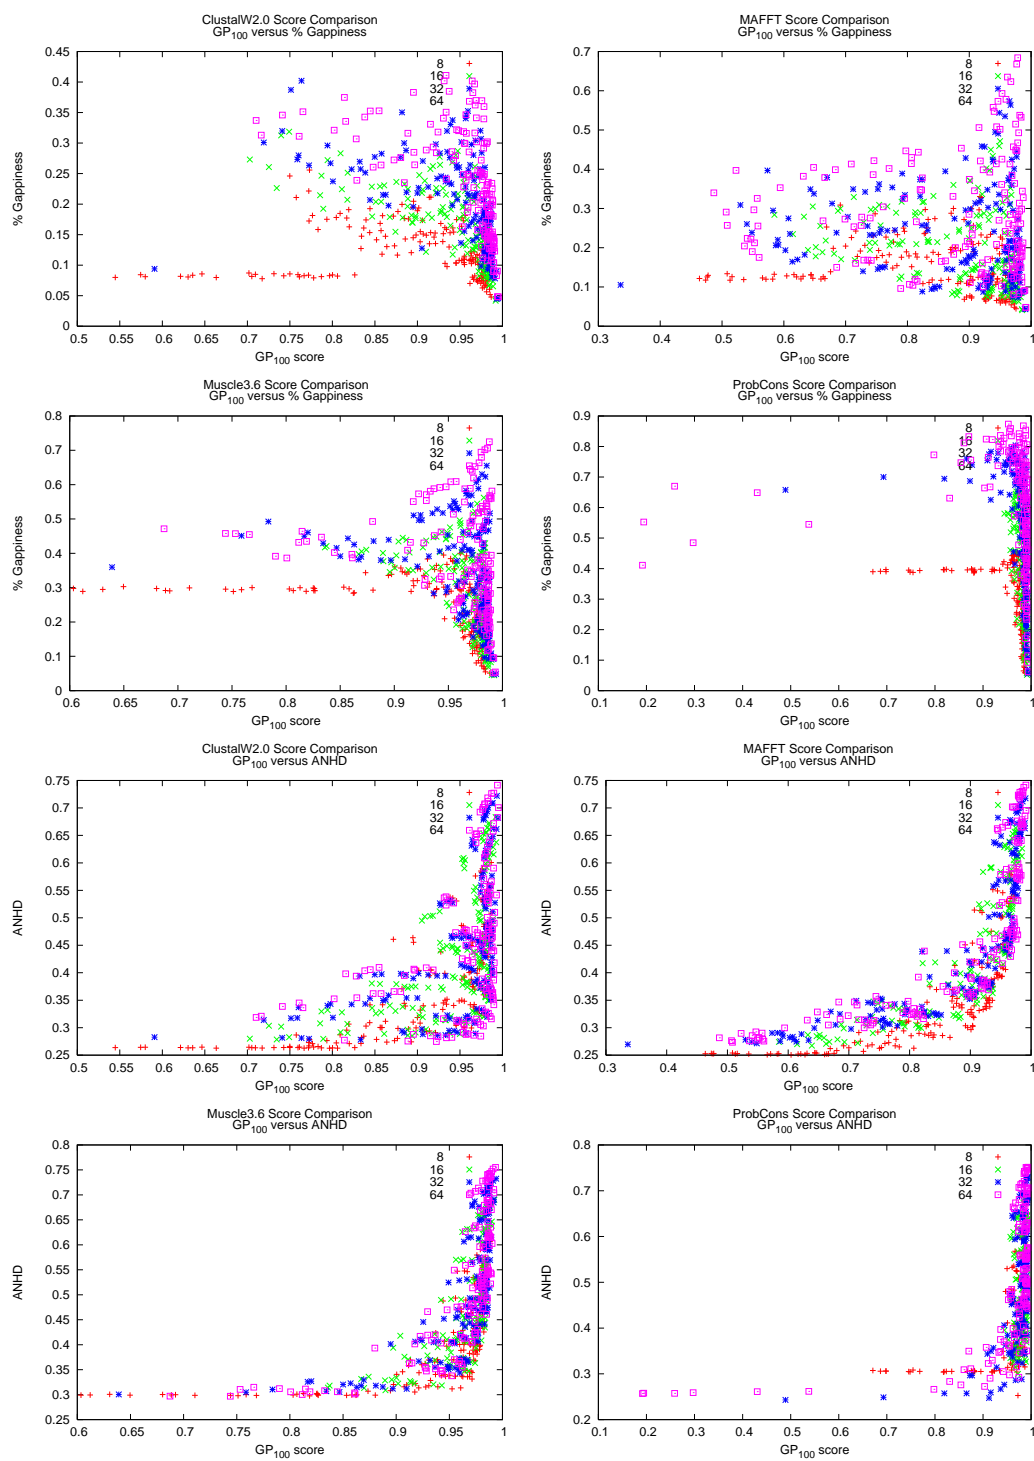 ClustalW2.0 Score Comparison
GP100 versus % Gappiness
0.45
0.4
0.35
0.3
0.25
0.2
0.15
0.1
0.05
0
% Gappiness
8
16
32
64
0.5 0.55 0.6 0.65 0.7 0.75 0.8 0.85 0.9 0.95 1
GP100 score
MAFFT Score Comparison
GP100 versus % Gappiness
0.7
0.6
0.5
0.4
0.3
0.2
0.1
0
% Gappiness
8
16
32
64
0.3 0.4 0.5 0.6 0.7 0.8 0.9 1
GP100 score
Muscle3.6 Score Comparison
GP100 versus % Gappiness
0.8
0.7
0.6
0.5
0.4
0.3
0.2
0.1
0
% Gappiness
8
16
32
64
0.6 0.65 0.7 0.75 0.8 0.85 0.9 0.95 1
GP100 score
ProbCons Score Comparison
GP100 versus % Gappiness
0.9
0.8
0.7
0.6
0.5
0.4
0.3
0.2
0.1
0
% Gappiness
8
16
32
64
0.1 0.2 0.3 0.4 0.5 0.6 0.7 0.8 0.9 1
GP100 score
ClustalW2.0 Score Comparison
GP100 versus ANHD
0.75
0.7
0.65
0.6
0.55
0.5
0.45
0.4
0.35
0.3
0.25
ANHD
8
16
32
64
0.5 0.55 0.6 0.65 0.7 0.75 0.8 0.85 0.9 0.95 1
GP100 score
MAFFT Score Comparison
GP100 versus ANHD
0.75
0.7
0.65
0.6
0.55
0.5
0.45
0.4
0.35
0.3
0.25
ANHD
8
16
32
64
0.3 0.4 0.5 0.6 0.7 0.8 0.9 1
GP100 score
Muscle3.6 Score Comparison
GP100 versus ANHD
0.8
0.75
0.7
0.65
0.6
0.55
0.5
0.45
0.4
0.35
0.3
0.25
ANHD
8
16
32
64
0.6 0.65 0.7 0.75 0.8 0.85 0.9 0.95 1
GP100 score
ProbCons Score Comparison
GP100 versus ANHD
0.8
0.7
0.6
0.5
0.4
0.3
0.2
ANHD
8
16
32
64
0.1 0.2 0.3 0.4 0.5 0.6 0.7 0.8 0.9 1
GP100 score